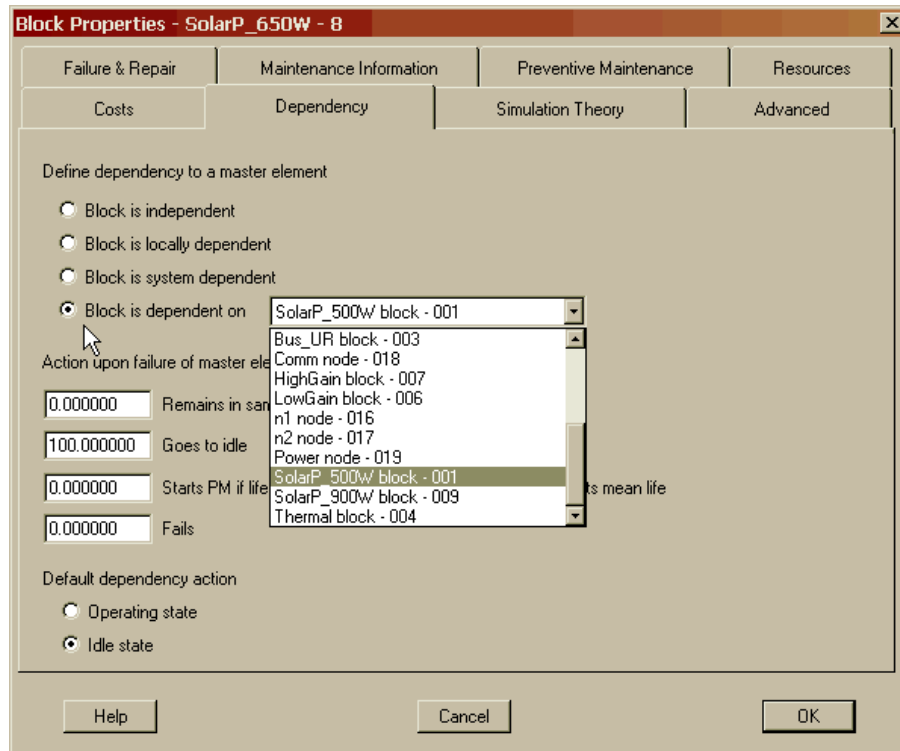 Block Properties - SolarP_650W - 8
Failure & Repair Maintenance Information Preventive Maintenance Resources
Costs Dependency Simulation Theory Advanced
Define dependency to a master element
Block is independent
Block is locally dependent
Block is system dependent
Block is dependent on SolarP_500W block - 001
Bus_UR block - 003
Comm node - 018
Action upon failure of master ele
HighGain block - 007
LowGain block - 006
0.000000 Remains in san
n1 node - 016
n2 node - 017
100.000000 Goes to idle
Power node - 019
SolarP_500W block - 001
0.000000 Starts PM if life ts mean life
SolarP_900W block - 009
Thermal block - 004
0.000000 Fails
Default dependency action
Operating state
Idle state
Help Cancel OK